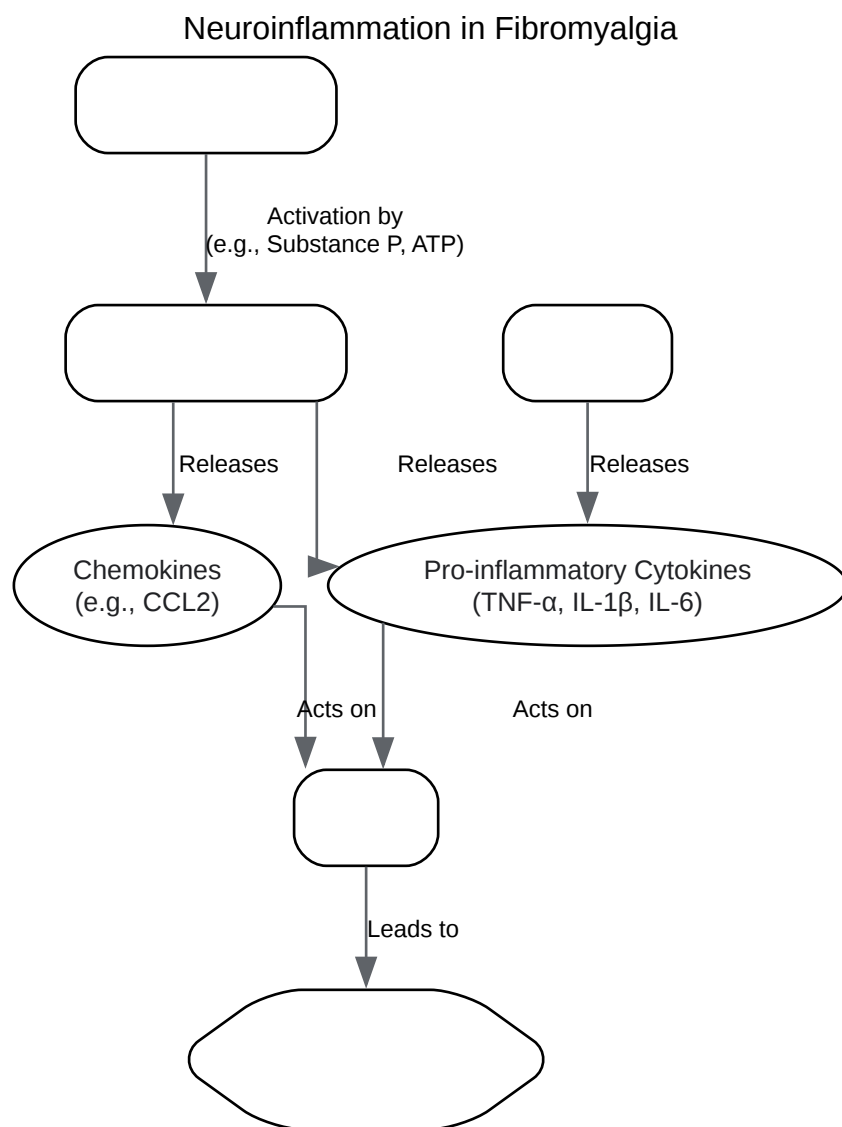 Neuroinflammation in Fibromyalgia
Activation by
(e.g., Substance P, ATP)
Releases
Releases
Releases
Chemokines
(e.g., CCL2)
Pro-inflammatory Cytokines
(TNF-α, IL-1β, IL-6)
Acts on
Acts on
Leads to